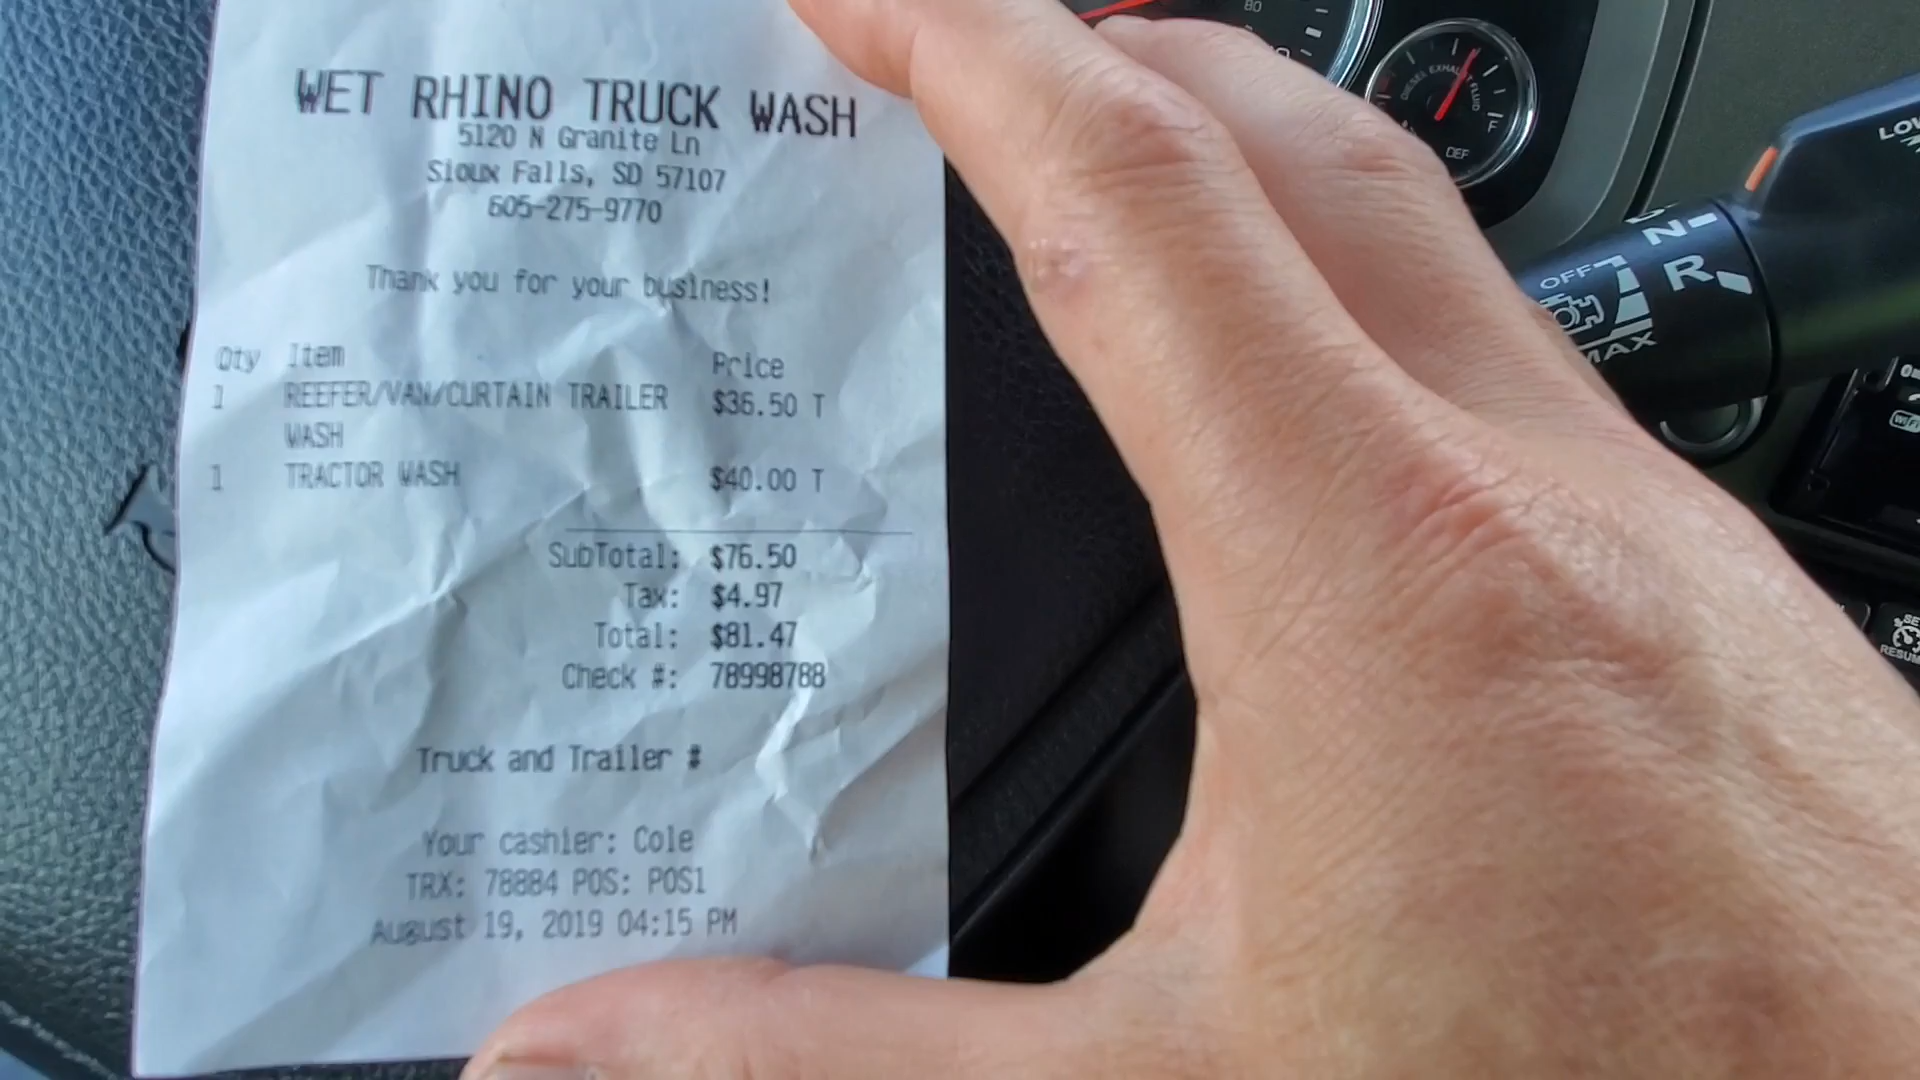 WET RHINO TRUCK WASH
5120 N Granite Ln
Sioux Falls, SD 57107
605-275-9770
Thank you for your business!
Qty Item Price
1 REEFER/VAN/CURTAIN TRAILER $36.50 T
WASH
1 TRACTOR WASH $40.00 T
SubTotal: $76.50
Tax: $4.97
Total: $81.47
Check #: 78998788
Truck and Trailer #
Your cashier: Cole
TRX: 78884 POS: POS1
August 19, 2019 04:15 PM
80
DIESEL EXHAUST FLUID
F
DEF
LOW
N
R
OFF
MAX
WiFi